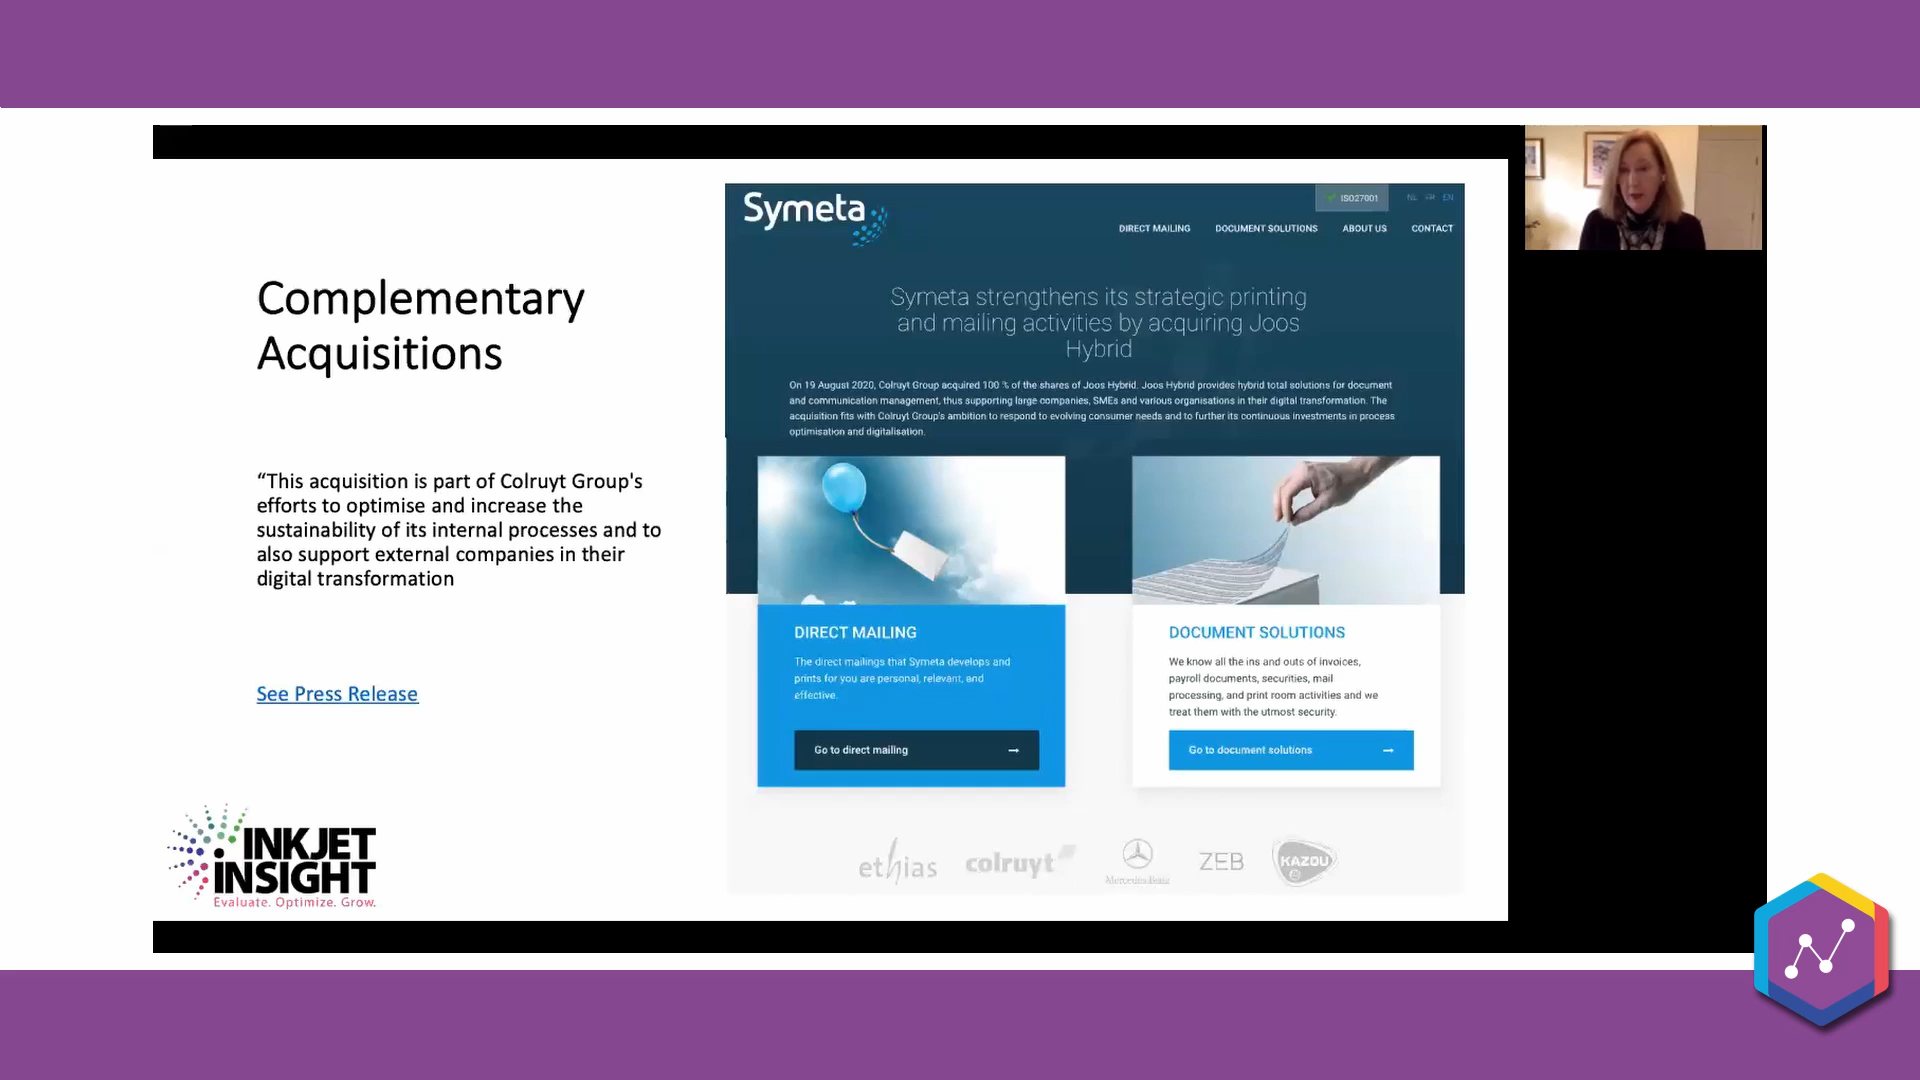 Complementary
Acquisitions
“This acquisition is part of Colruyt Group's
efforts to optimise and increase the
sustainability of its internal processes and to
also support external companies in their
digital transformation
See Press Release
INKJET
INSIGHT
Evaluate. Optimize. Grow.
Symeta
ISO27001
NL FR EN
DIRECT MAILING DOCUMENT SOLUTIONS ABOUT US CONTACT
Symeta strengthens its strategic printing
and mailing activities by acquiring Joos
Hybrid
On 19 August 2020, Colruyt Group acquired 100 % of the shares of Joos Hybrid. Joos Hybrid provides hybrid total solutions for document
and communication management, thus supporting large companies, SMEs and various organisations in their digital transformation. The
acquisition fits with Colruyt Group's ambition to respond to evolving consumer needs and to further its continuous investments in process
optimisation and digitalisation.
DIRECT MAILING
The direct mailings that Symeta develops and
prints for you are personal, relevant, and
effective.
Go to direct mailing →
DOCUMENT SOLUTIONS
We know all the ins and outs of invoices,
payroll documents, securities, mail
processing, and print room activities and we
treat them with the utmost security.
Go to document solutions →
ethias colruyt Mercedes-Benz ZEB KAZOU